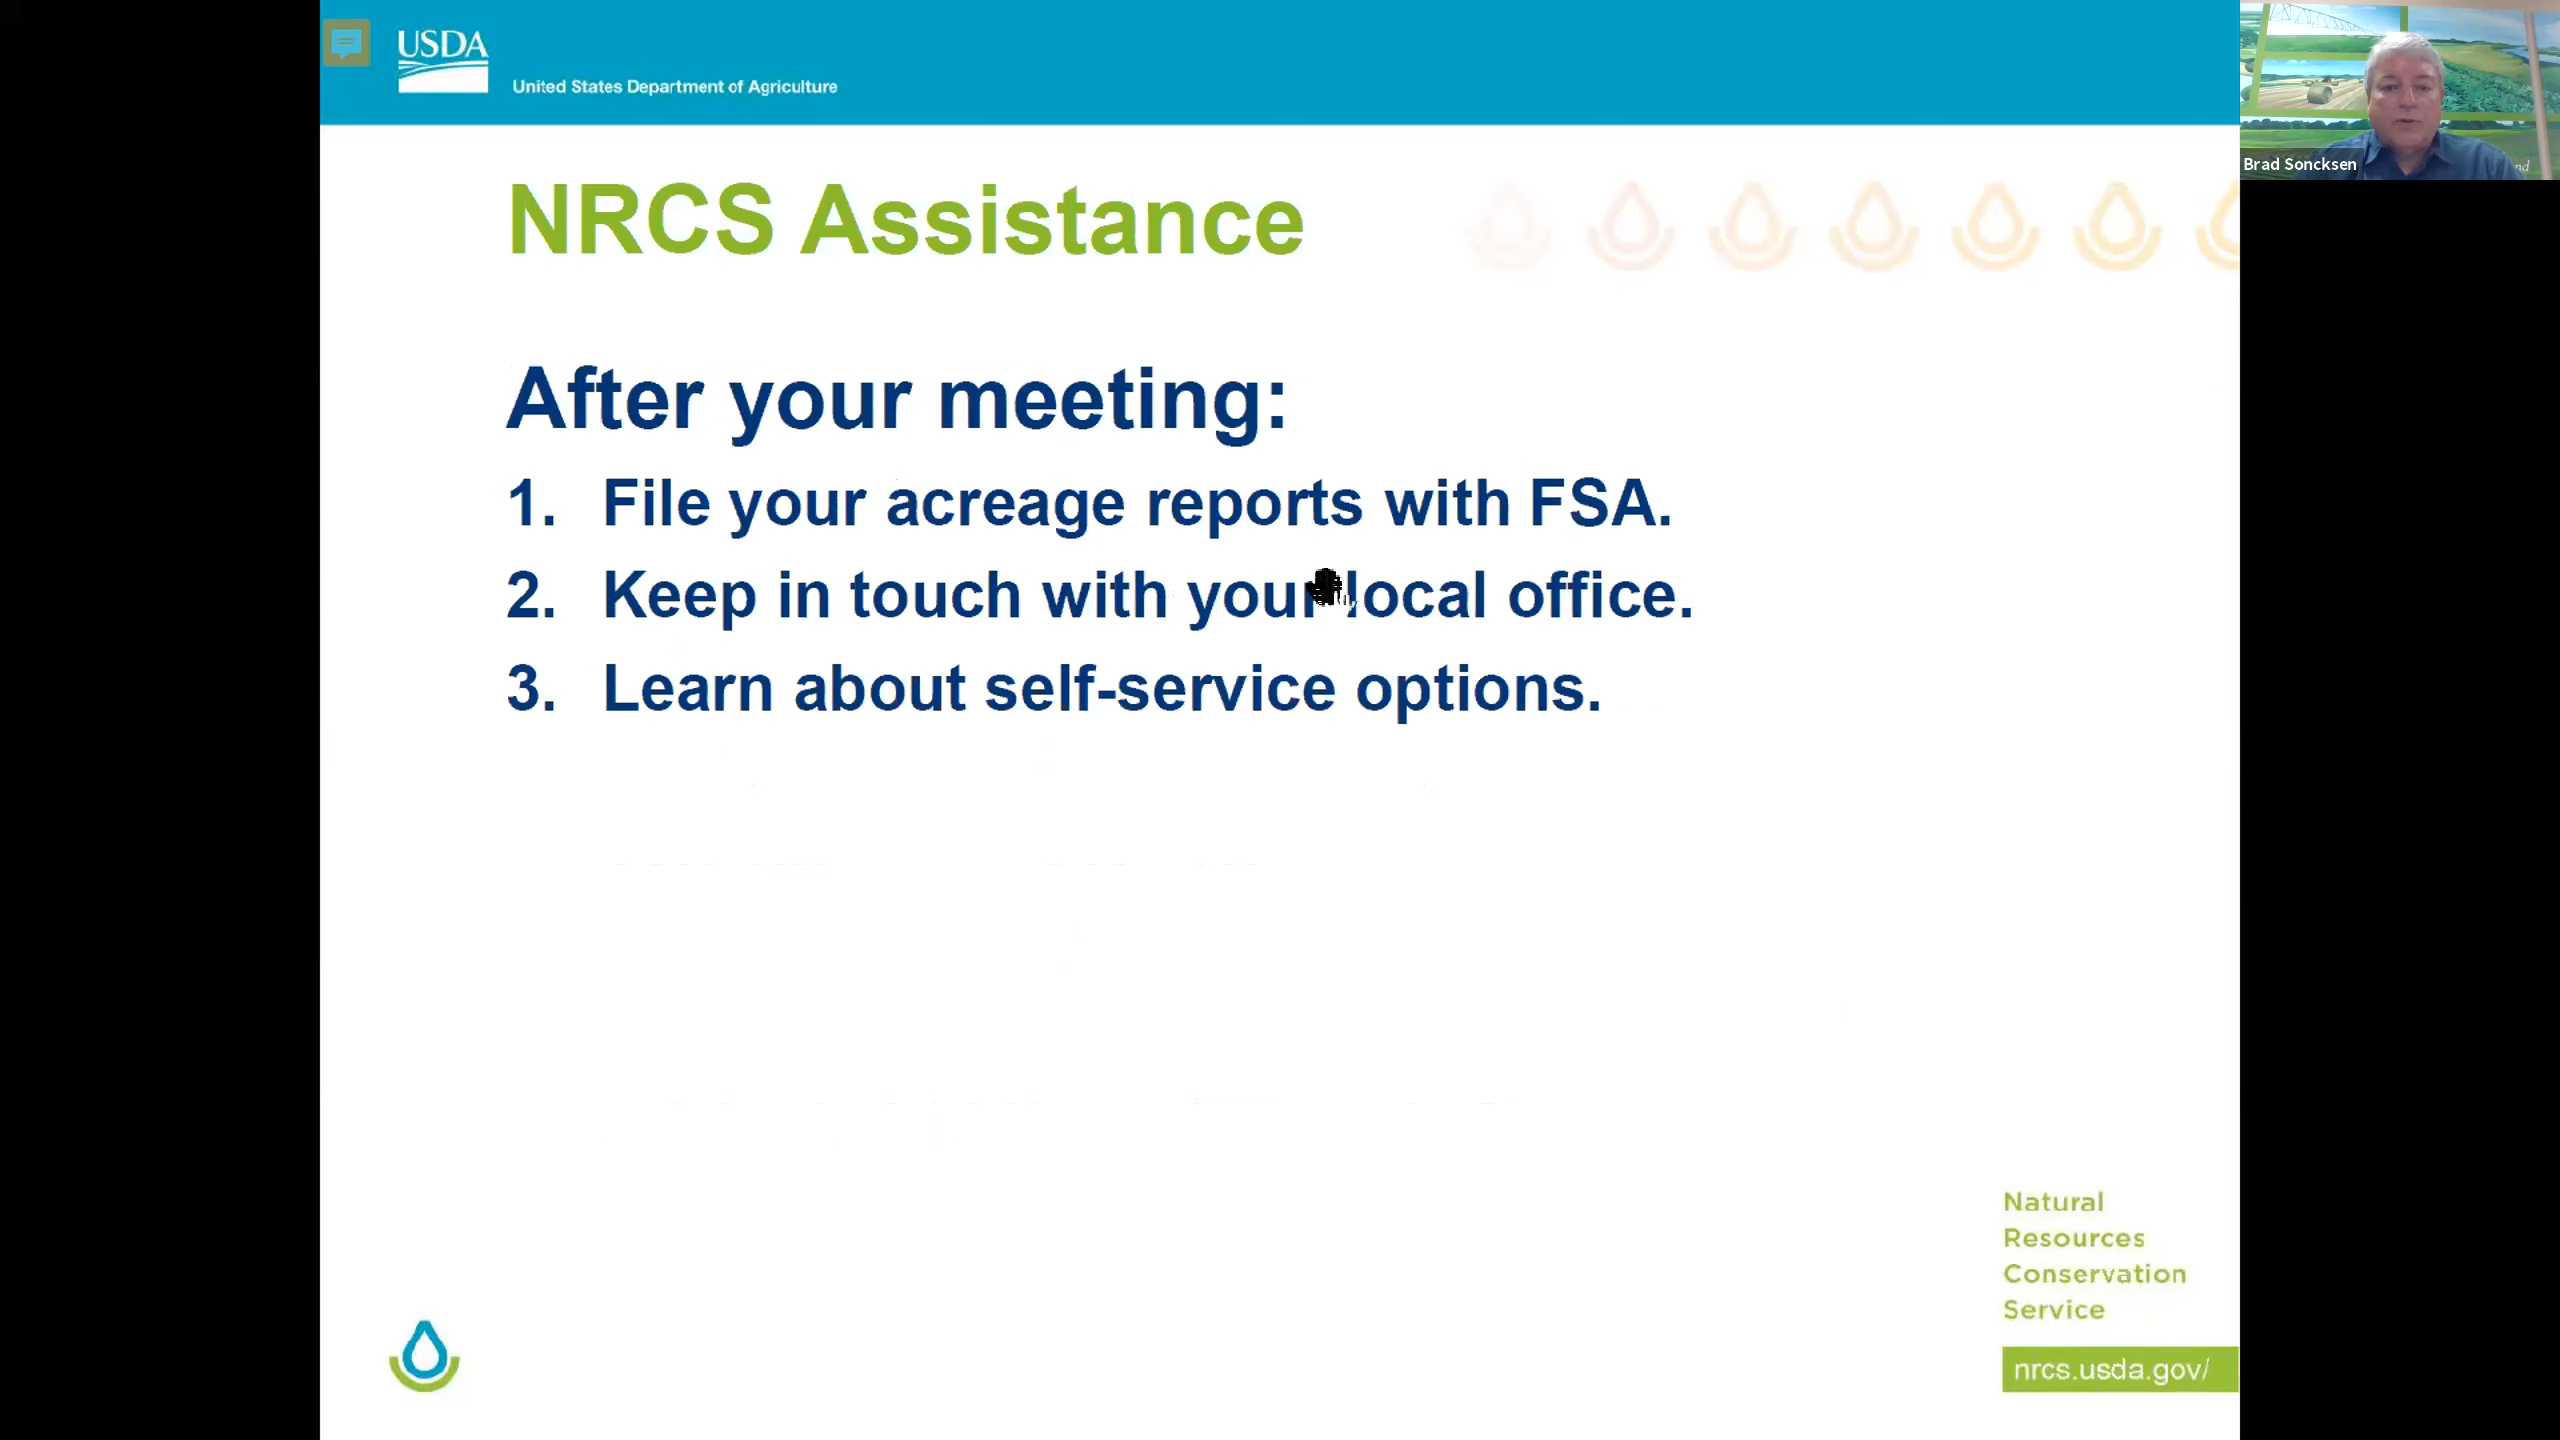 USDA
United States Department of Agriculture
Brad Soncksen
nd
NRCS Assistance
After your meeting:
1. File your acreage reports with FSA.
2. Keep in touch with your local office.
3. Learn about self-service options.
Natural
Resources
Conservation
Service
nrcs.usda.gov/